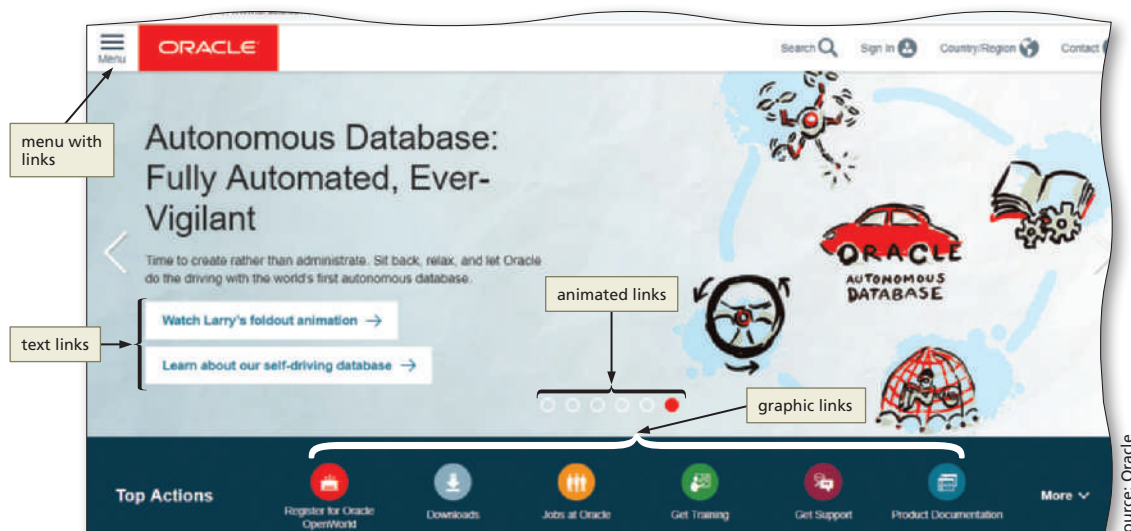 Menu
ORACLE
Search
Sign In
Country/Region
Contact
menu with
links
Autonomous Database:
Fully Automated, Ever-
Vigilant
Time to create rather than administrate. Sit back, relax, and let Oracle
do the driving with the world's first autonomous database.
animated links
ORACLE
AUTONOMOUS
DATABASE
text links
Watch Larry's foldout animation →
Learn about our self-driving database →
graphic links
Top Actions
Register for Oracle
OpenWorld
Downloads
Jobs at Oracle
Get Training
Get Support
Product Documentation
More
Oracle